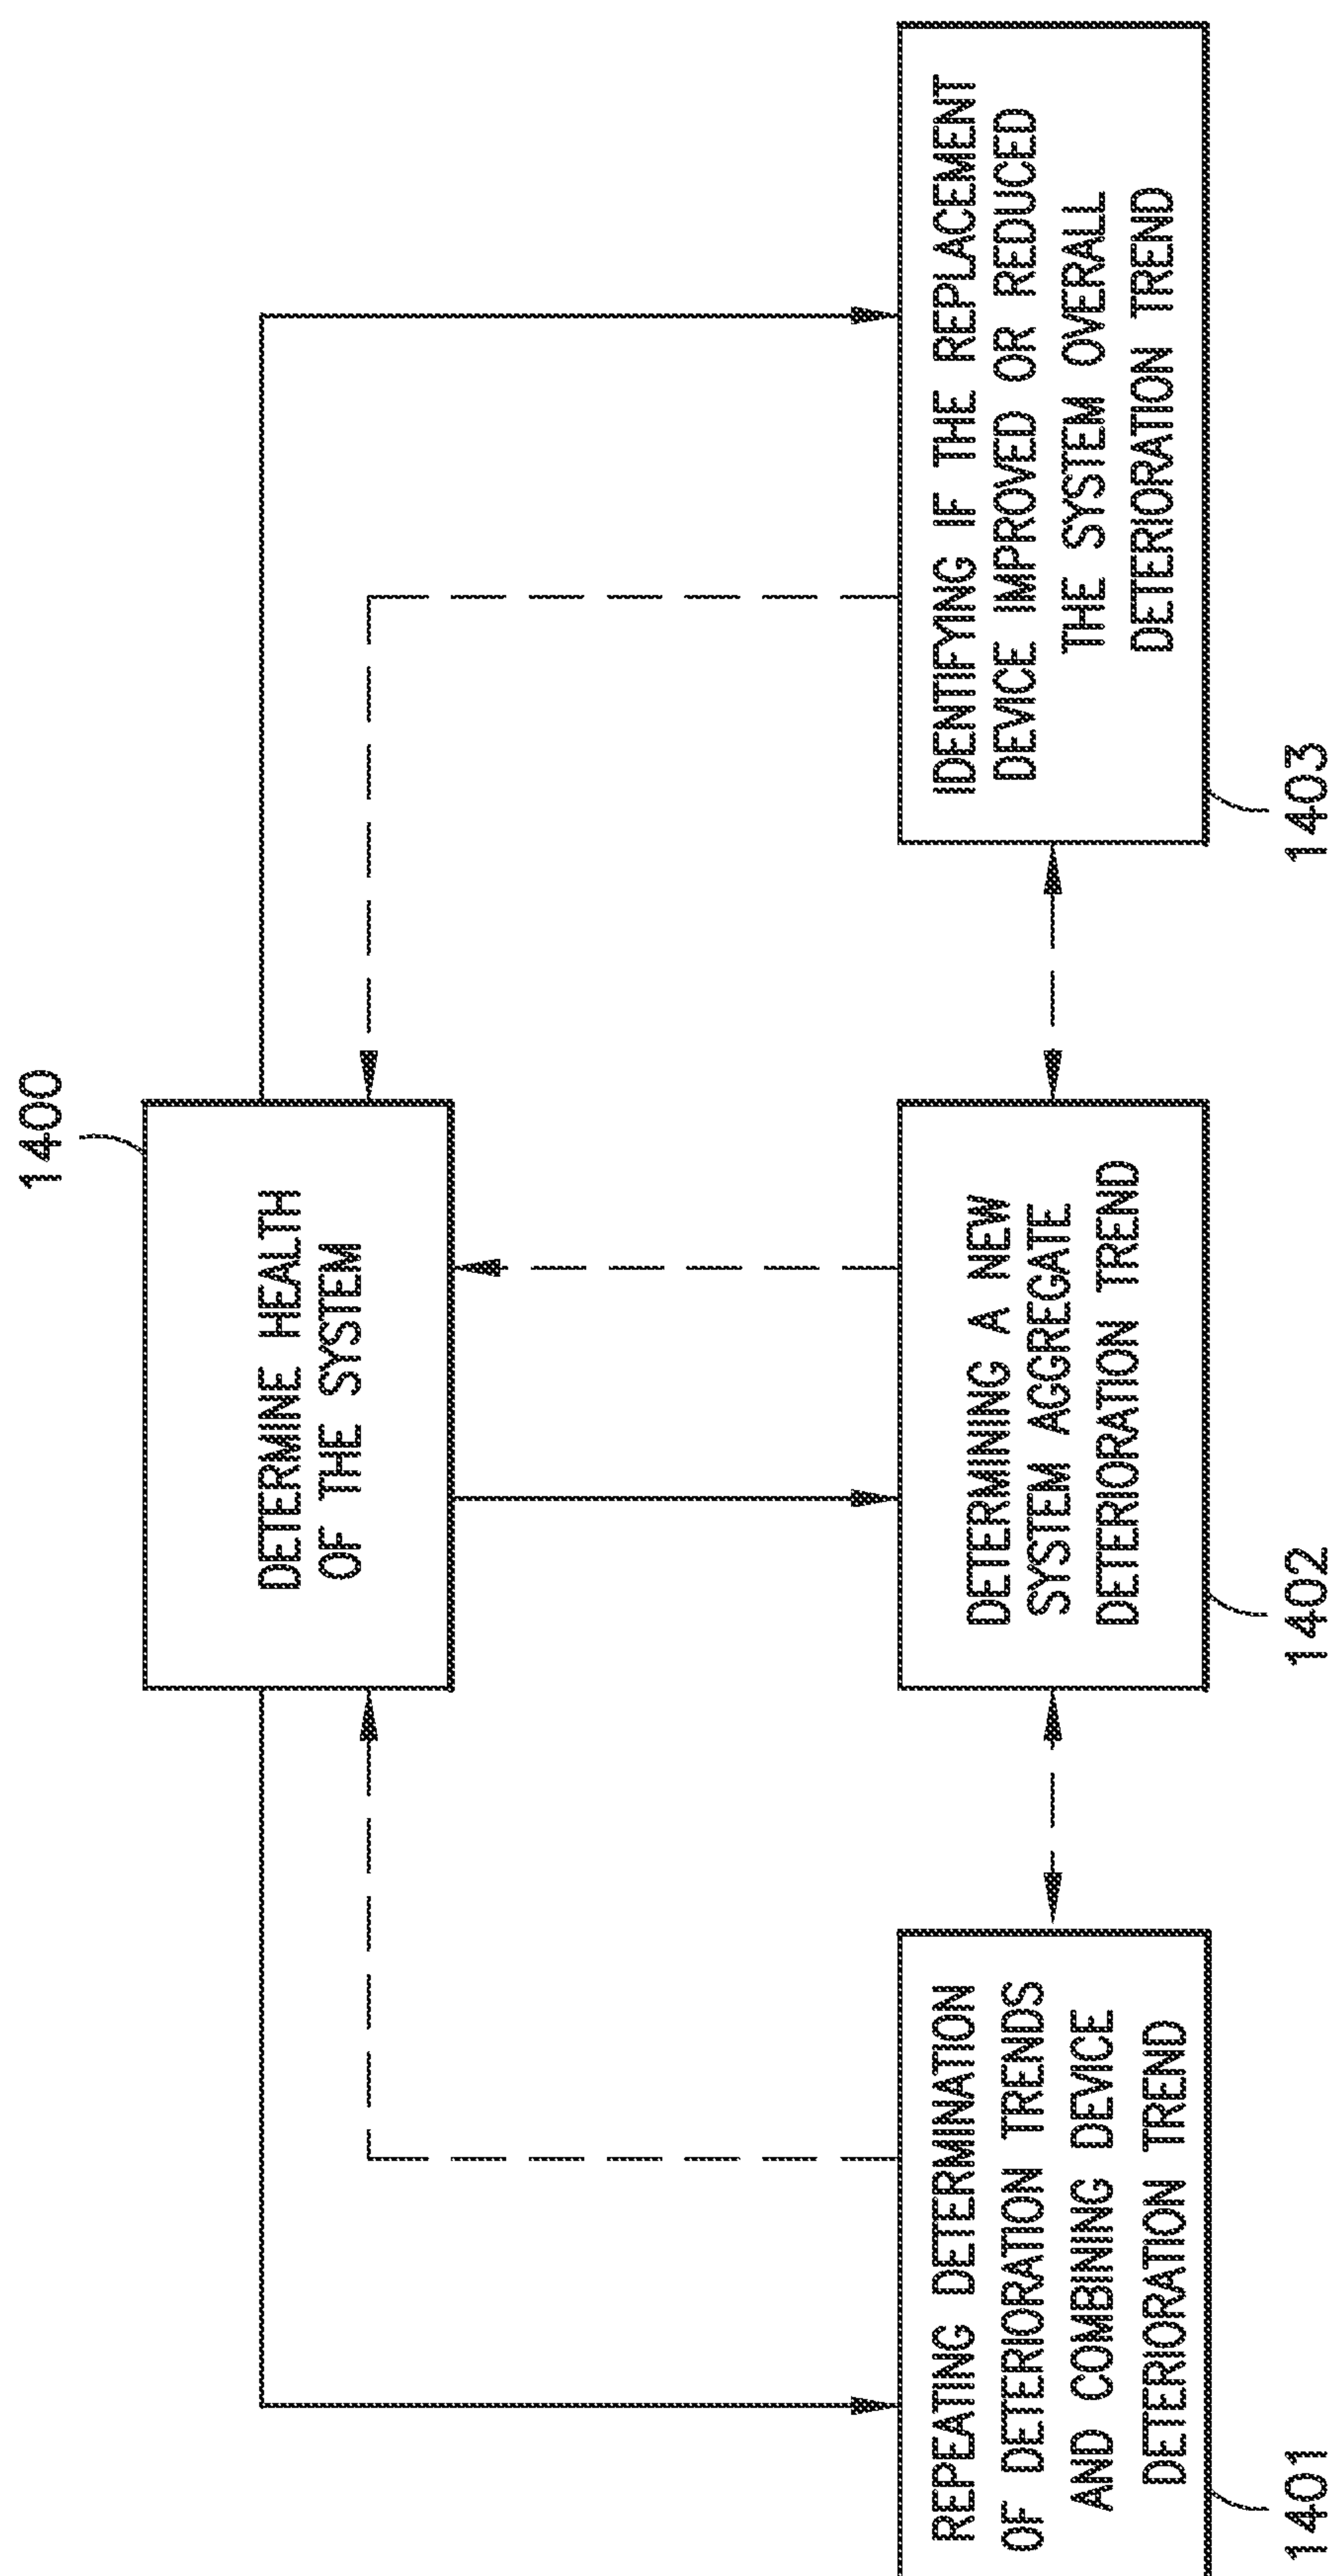 1400
DETERMINE HEALTH
OF THE SYSTEM
REPEATING DETERMINATION
OF DETERIORATION TRENDS
AND COMBINING DEVICE
DETERIORATION TREND
1401
DETERMINING A NEW
SYSTEM AGGREGATE
DETERIORATION TREND
1402
IDENTIFYING IF THE REPLACEMENT
DEVICE IMPROVED OR REDUCED
THE SYSTEM OVERALL
DETERIORATION TREND
1403